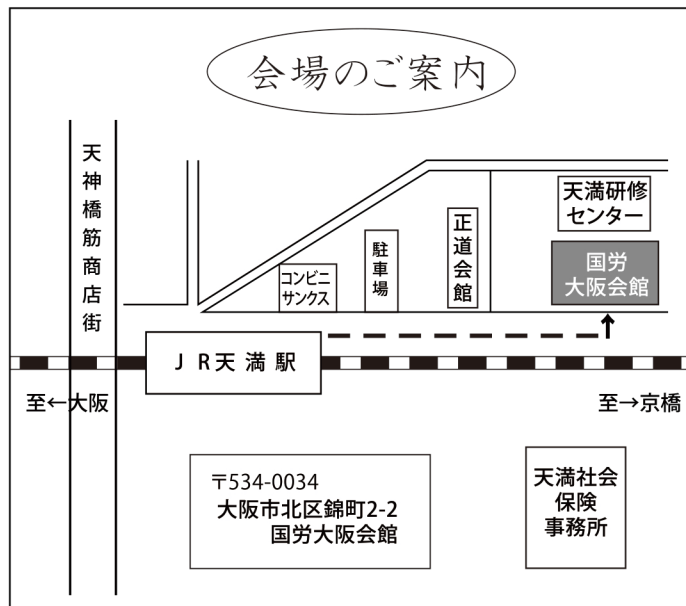 会場のご案内
天神橋筋商店街
天満研修
センター
正道会館
駐車場
国労
大阪会館
コンビニ
サンクス
JR天満駅
至←大阪
至→京橋
〒534-0034
大阪市北区錦町2-2
国労大阪会館
天満社会
保険
事務所